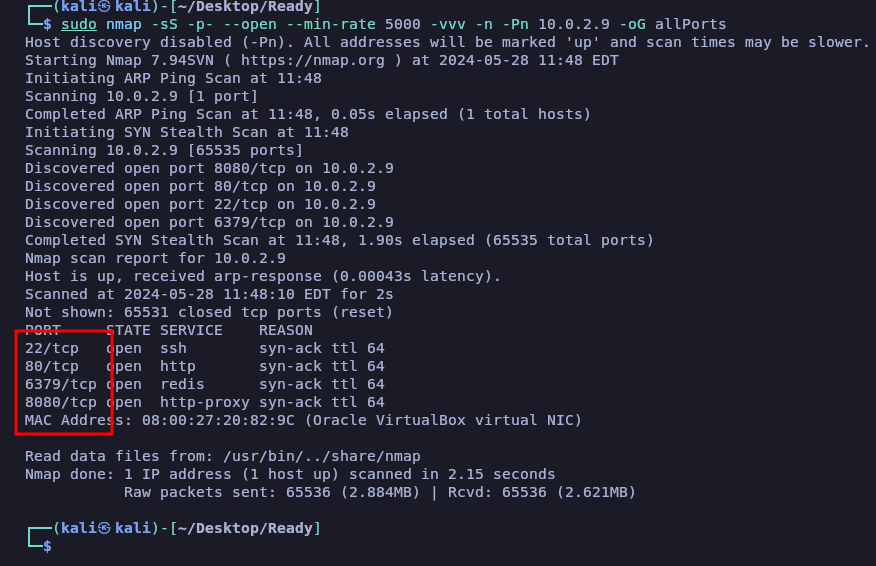 ┌──(kali㉿kali)-[~/Desktop/Ready]
└─$ sudo nmap -sS -p- --open --min-rate 5000 -vvv -n -Pn 10.0.2.9 -oG allPorts
Host discovery disabled (-Pn). All addresses will be marked 'up' and scan times may be slower.
Starting Nmap 7.94SVN ( https://nmap.org ) at 2024-05-28 11:48 EDT
Initiating ARP Ping Scan at 11:48
Scanning 10.0.2.9 [1 port]
Completed ARP Ping Scan at 11:48, 0.05s elapsed (1 total hosts)
Initiating SYN Stealth Scan at 11:48
Scanning 10.0.2.9 [65535 ports]
Discovered open port 8080/tcp on 10.0.2.9
Discovered open port 80/tcp on 10.0.2.9
Discovered open port 22/tcp on 10.0.2.9
Discovered open port 6379/tcp on 10.0.2.9
Completed SYN Stealth Scan at 11:48, 1.90s elapsed (65535 total ports)
Nmap scan report for 10.0.2.9
Host is up, received arp-response (0.00043s latency).
Scanned at 2024-05-28 11:48:10 EDT for 2s
Not shown: 65531 closed tcp ports (reset)
PORT     STATE SERVICE    REASON
22/tcp   open  ssh        syn-ack ttl 64
80/tcp   open  http       syn-ack ttl 64
6379/tcp open  redis      syn-ack ttl 64
8080/tcp open  http-proxy syn-ack ttl 64
MAC Address: 08:00:27:20:82:9C (Oracle VirtualBox virtual NIC)

Read data files from: /usr/bin/../share/nmap
Nmap done: 1 IP address (1 host up) scanned in 2.15 seconds
           Raw packets sent: 65536 (2.884MB) | Rcvd: 65536 (2.621MB)

┌──(kali㉿kali)-[~/Desktop/Ready]
└─$